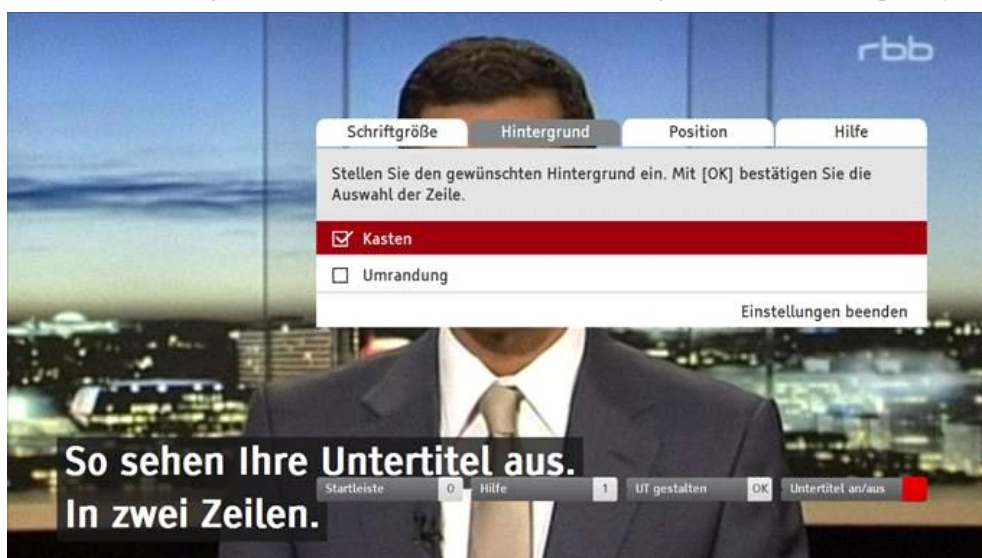 rbb
Schriftgröße Hintergrund Position Hilfe
Stellen Sie den gewünschten Hintergrund ein. Mit [OK] bestätigen Sie die
Auswahl der Zeile.
Kasten
Umrandung
Einstellungen beenden
So sehen Ihre Untertitel aus.
Startleiste 0 Hilfe 1 UT gestalten OK Untertitel an/aus
In zwei Zeilen.